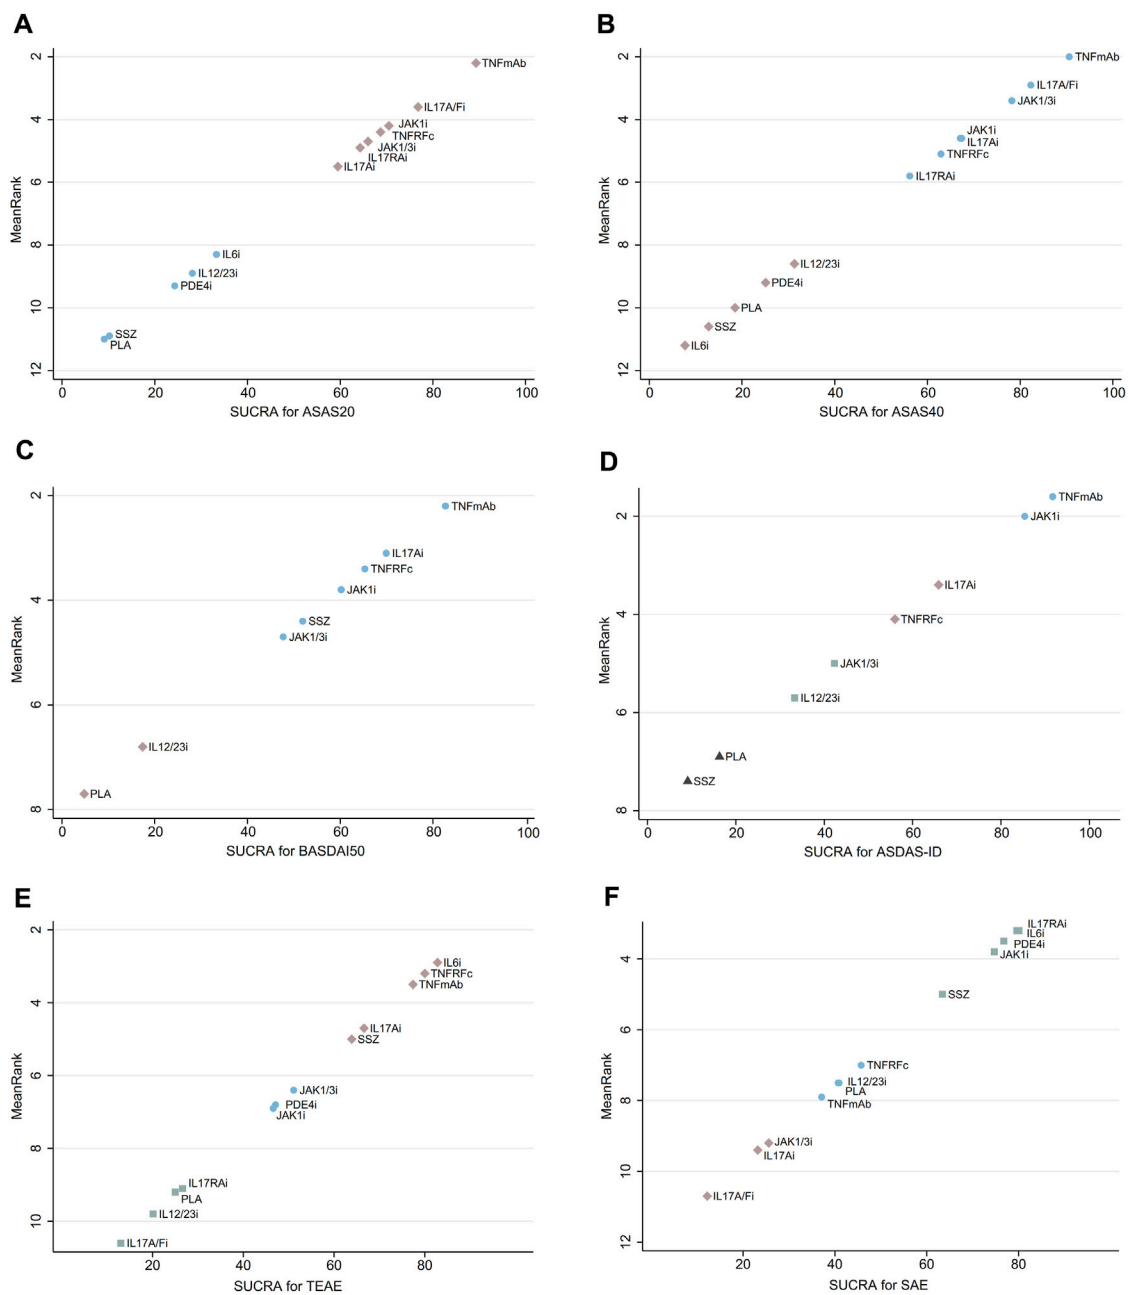 A
MeanRank
2
4
6
8
10
12
TNFmAb
IL17A/Fi
JAK1i
TNFRFc
JAK1/3i
IL17RAi
IL17Ai
IL6i
IL12/23i
PDE4i
SSZ
PLA
0 20 40 60 80 100
SUCRA for ASAS20
B
MeanRank
2
4
6
8
10
12
TNFmAb
IL17A/Fi
JAK1/3i
JAK1i
IL17Ai
TNFRFc
IL17RAi
IL12/23i
PDE4i
PLA
SSZ
IL6i
0 20 40 60 80 100
SUCRA for ASAS40
C
MeanRank
2
4
6
8
TNFmAb
IL17Ai
TNFRFc
JAK1i
SSZ
JAK1/3i
IL12/23i
PLA
0 20 40 60 80 100
SUCRA for BASDAI50
D
MeanRank
2
4
6
8
TNFmAb
JAK1i
IL17Ai
TNFRFc
JAK1/3i
IL12/23i
PLA
SSZ
0 20 40 60 80 100
SUCRA for ASDAS-ID
E
MeanRank
2
4
6
8
10
IL6i
TNFRFc
TNFmAb
IL17Ai
SSZ
JAK1/3i
PDE4i
JAK1i
IL17RAi
PLA
IL12/23i
IL17A/Fi
20 40 60 80
SUCRA for TEAE
F
MeanRank
4
6
8
10
12
IL17RAi
IL6i
PDE4i
JAK1i
SSZ
TNFRFc
IL12/23i
PLA
TNFmAb
JAK1/3i
IL17Ai
IL17A/Fi
20 40 60 80
SUCRA for SAE